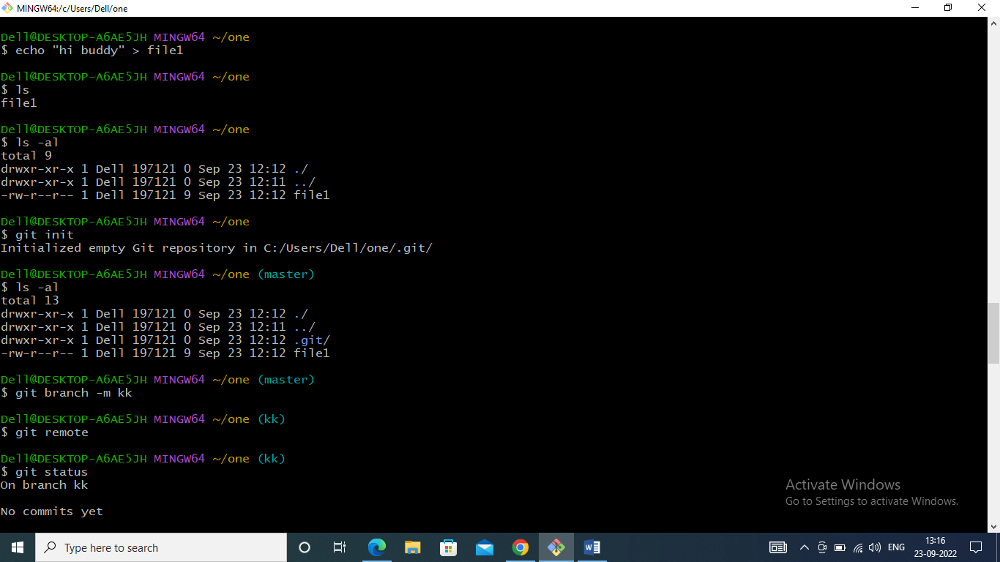 MINGW64:/c/Users/Dell/one
Dell@DESKTOP-A6AE5JH MINGW64 ~/one
$ echo "hi buddy" > file1
Dell@DESKTOP-A6AE5JH MINGW64 ~/one
$ ls
file1
Dell@DESKTOP-A6AE5JH MINGW64 ~/one
$ ls -al
total 9
drwxr-xr-x 1 Dell 197121 0 Sep 23 12:12 ./
drwxr-xr-x 1 Dell 197121 0 Sep 23 12:11 ../
-rw-r--r-- 1 Dell 197121 9 Sep 23 12:12 file1
Dell@DESKTOP-A6AE5JH MINGW64 ~/one
$ git init
Initialized empty Git repository in C:/Users/Dell/one/.git/
Dell@DESKTOP-A6AE5JH MINGW64 ~/one (master)
$ ls -al
total 13
drwxr-xr-x 1 Dell 197121 0 Sep 23 12:12 ./
drwxr-xr-x 1 Dell 197121 0 Sep 23 12:11 ../
drwxr-xr-x 1 Dell 197121 0 Sep 23 12:12 .git/
-rw-r--r-- 1 Dell 197121 9 Sep 23 12:12 file1
Dell@DESKTOP-A6AE5JH MINGW64 ~/one (master)
$ git branch -m kk
Dell@DESKTOP-A6AE5JH MINGW64 ~/one (kk)
$ git remote
Dell@DESKTOP-A6AE5JH MINGW64 ~/one (kk)
$ git status
On branch kk
No commits yet
Activate Windows
Go to Settings to activate Windows.
Type here to search
ENG
13:16
23-09-2022